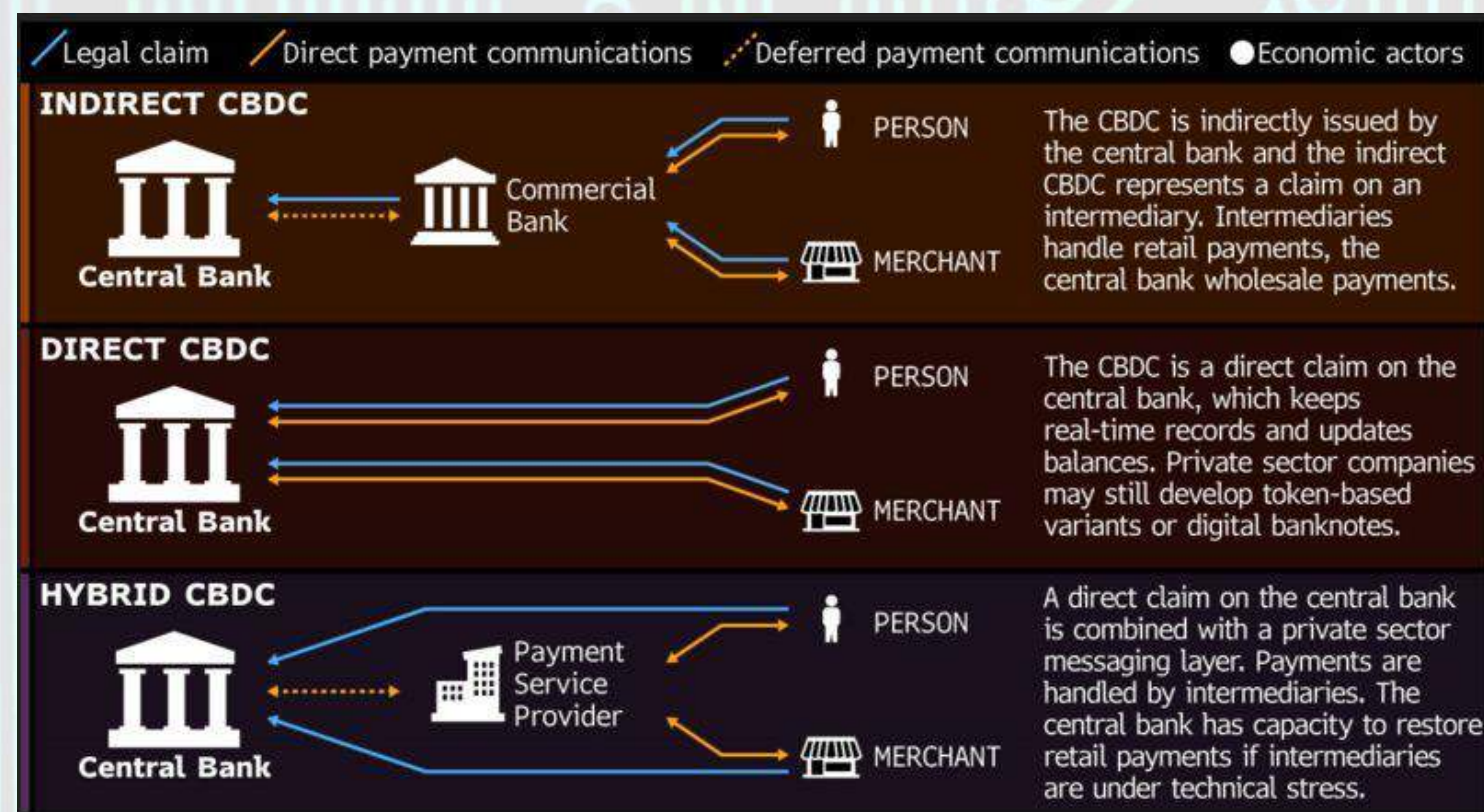 Legal claim Direct payment communications Deferred payment communications Economic actors
INDIRECT CBDC
Central Bank
Commercial
Bank
PERSON
MERCHANT
The CBDC is indirectly issued by
the central bank and the indirect
CBDC represents a claim on an
intermediary. Intermediaries
handle retail payments, the
central bank wholesale payments.
DIRECT CBDC
Central Bank
PERSON
MERCHANT
The CBDC is a direct claim on the
central bank, which keeps
real-time records and updates
balances. Private sector companies
may still develop token-based
variants or digital banknotes.
HYBRID CBDC
Central Bank
Payment
Service
Provider
PERSON
MERCHANT
A direct claim on the central bank
is combined with a private sector
messaging layer. Payments are
handled by intermediaries. The
central bank has capacity to restore
retail payments if intermediaries
are under technical stress.